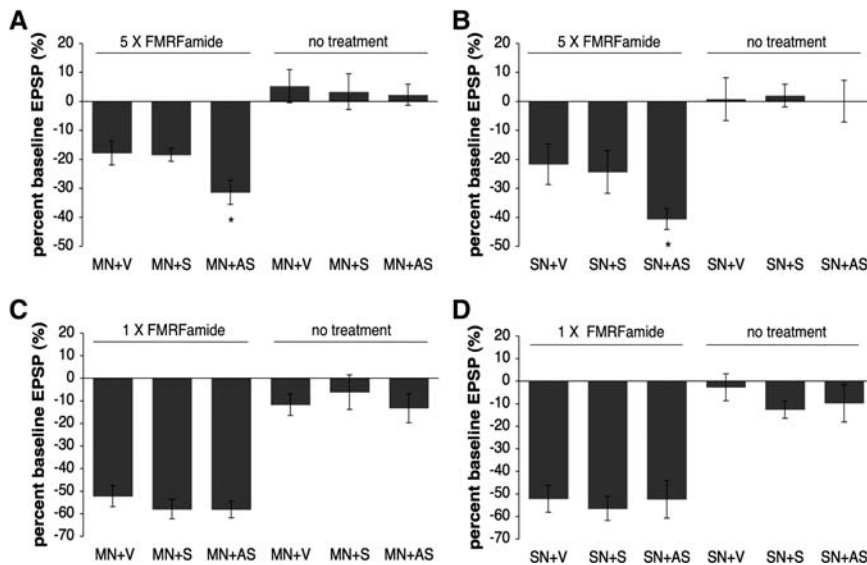 A
percent baseline EPSP (%)
5 X FMRFamide
no treatment
20
10
0
-10
-20
-30
-40
-50
*
MN+V MN+S MN+AS MN+V MN+S MN+AS
B
percent baseline EPSP (%)
5 X FMRFamide
no treatment
20
10
0
-10
-20
-30
-40
-50
*
SN+V SN+S SN+AS SN+V SN+S SN+AS
C
percent baseline EPSP (%)
1 X FMRFamide
no treatment
20
10
0
-10
-20
-30
-40
-50
-60
-70
MN+V MN+S MN+AS MN+V MN+S MN+AS
D
percent baseline EPSP (%)
1 X FMRFamide
no treatment
20
10
0
-10
-20
-30
-40
-50
-60
-70
SN+V SN+S SN+AS SN+V SN+S SN+AS